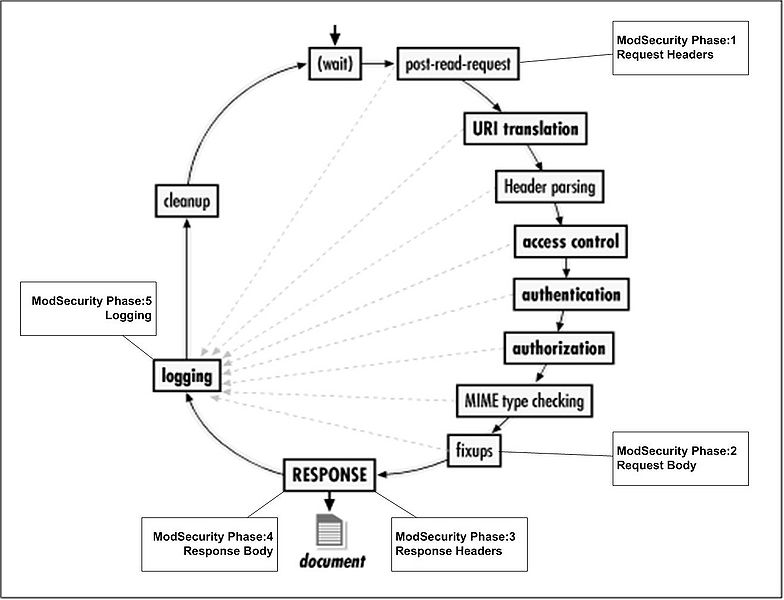 (wait)
post-read-request
ModSecurity Phase:1
Request Headers
URI translation
Header parsing
access control
authentication
authorization
MIME type checking
fixups
ModSecurity Phase:2
Request Body
RESPONSE
ModSecurity Phase:3
Response Headers
ModSecurity Phase:4
Response Body
document
logging
ModSecurity Phase:5
Logging
cleanup